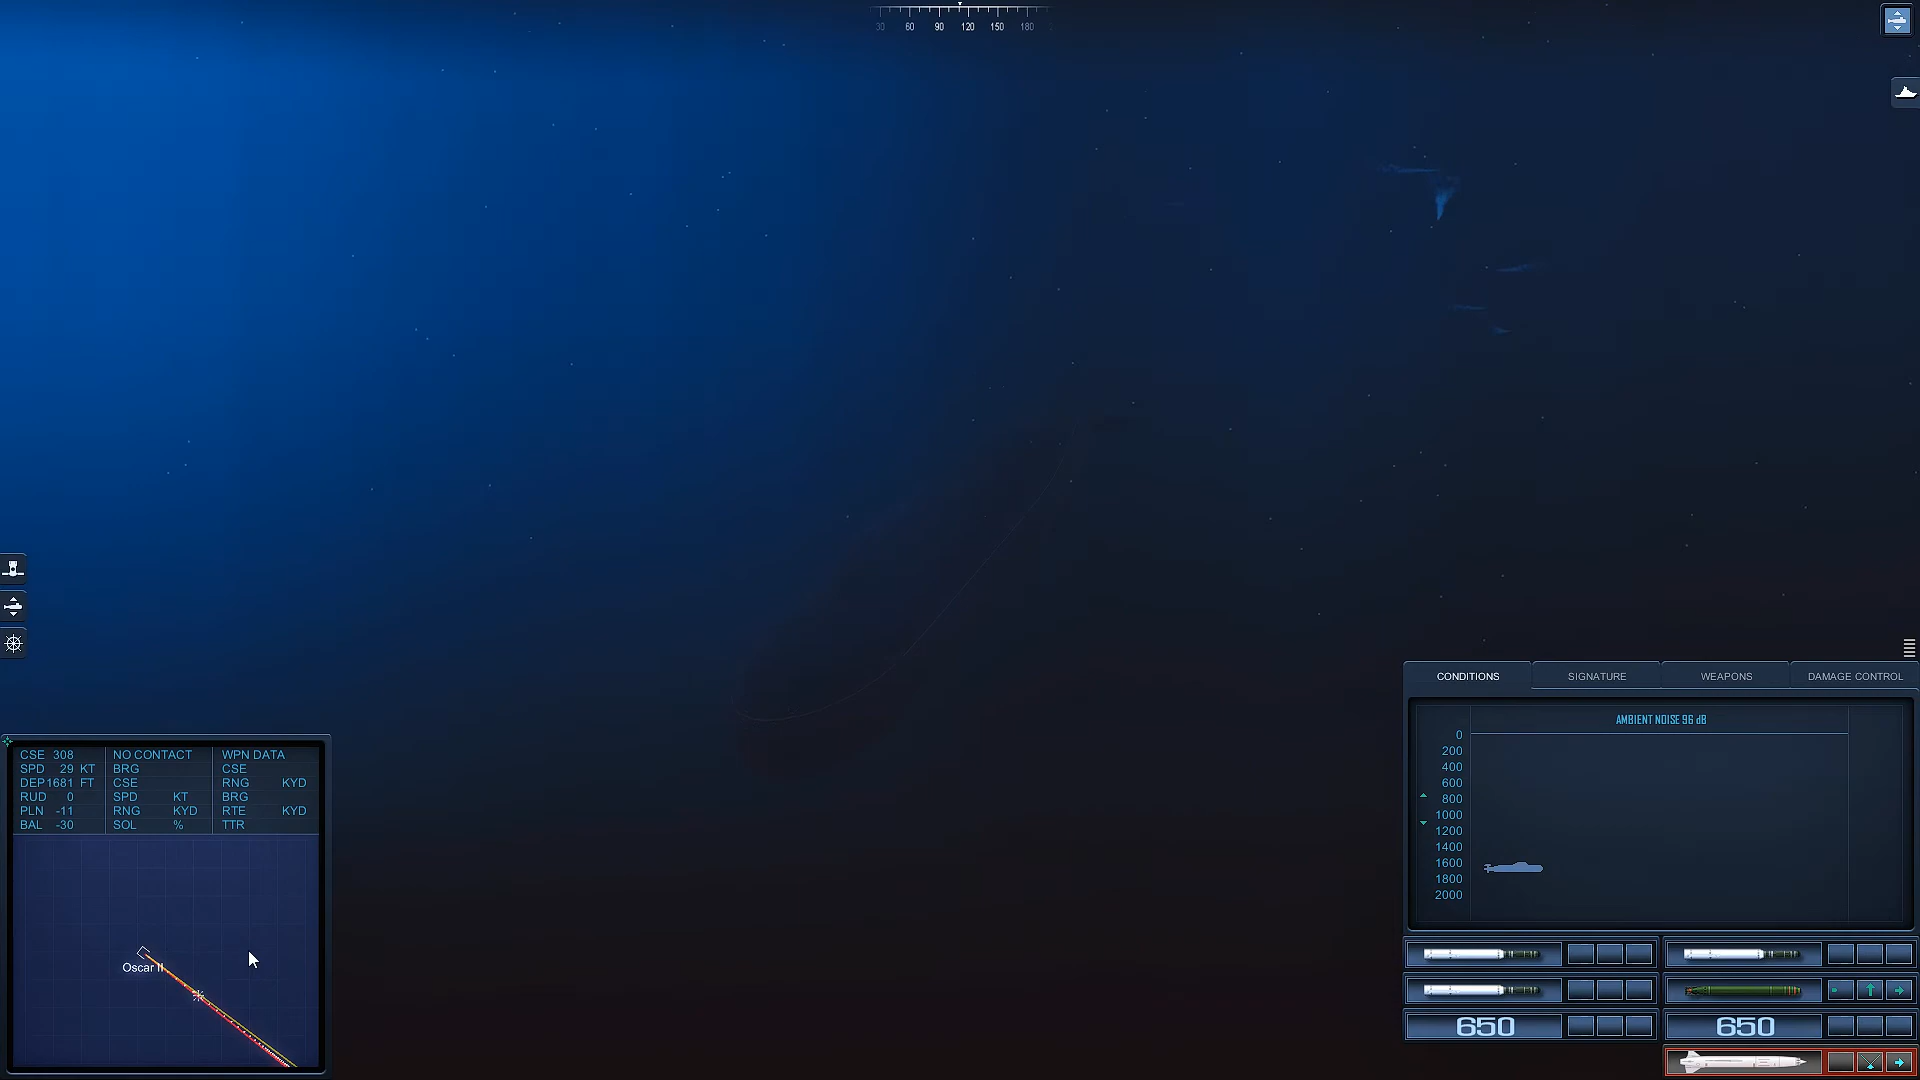 30 60 90 120 150 180
CONDITIONS SIGNATURE WEAPONS DAMAGE CONTROL
AMBIENT NOISE 96 dB
0
200
400
600
800
1000
1200
1400
1600
1800
2000
CSE 308 NO CONTACT WPN DATA
SPD 29 KT BRG CSE
DEP 1681 FT CSE RNG KYD
RUD 0 SPD KT BRG
PLN -11 RNG KYD RTE KYD
BAL -30 SOL % TTR
Oscar II
650 650